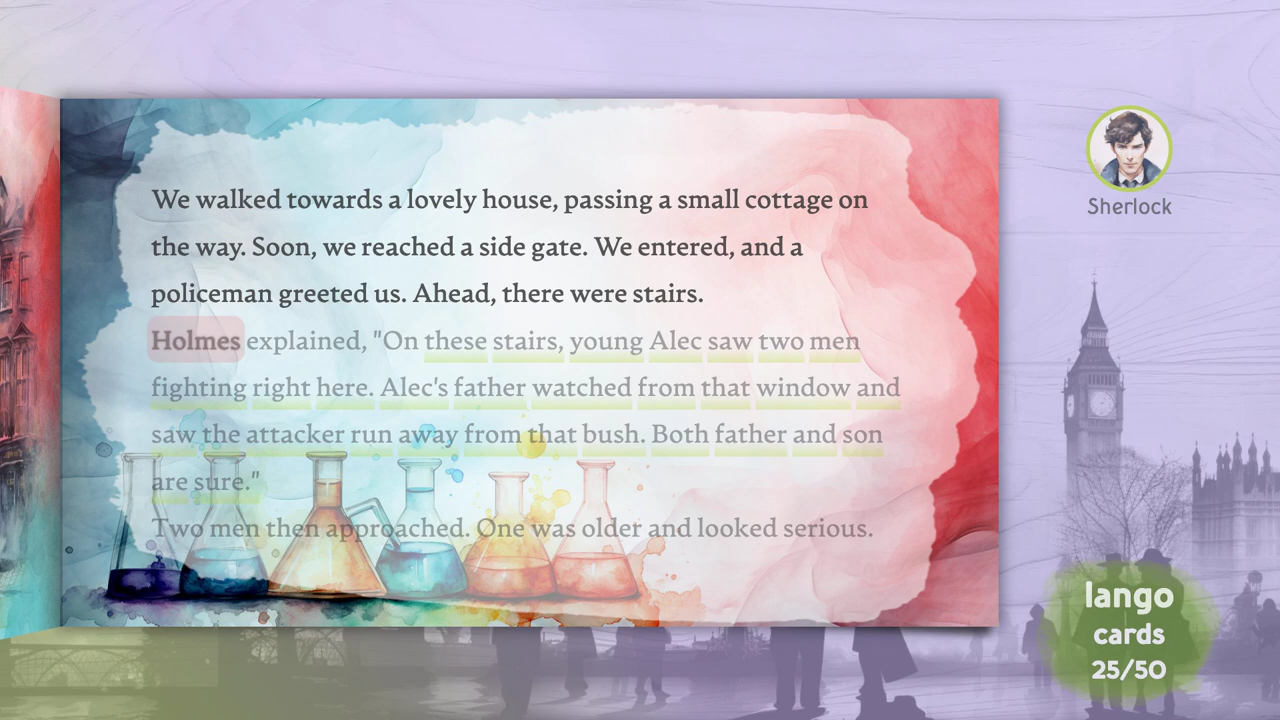 We walked towards a lovely house, passing a small cottage on
the way. Soon, we reached a side gate. We entered, and a
policeman greeted us. Ahead, there were stairs.
Holmes explained, "On these stairs, young Alec saw two men
fighting right here. Alec's father watched from that window and
saw the attacker run away from that bush. Both father and son
are sure."
Two men then approached. One was older and looked serious.
Sherlock
lango
cards
25/50